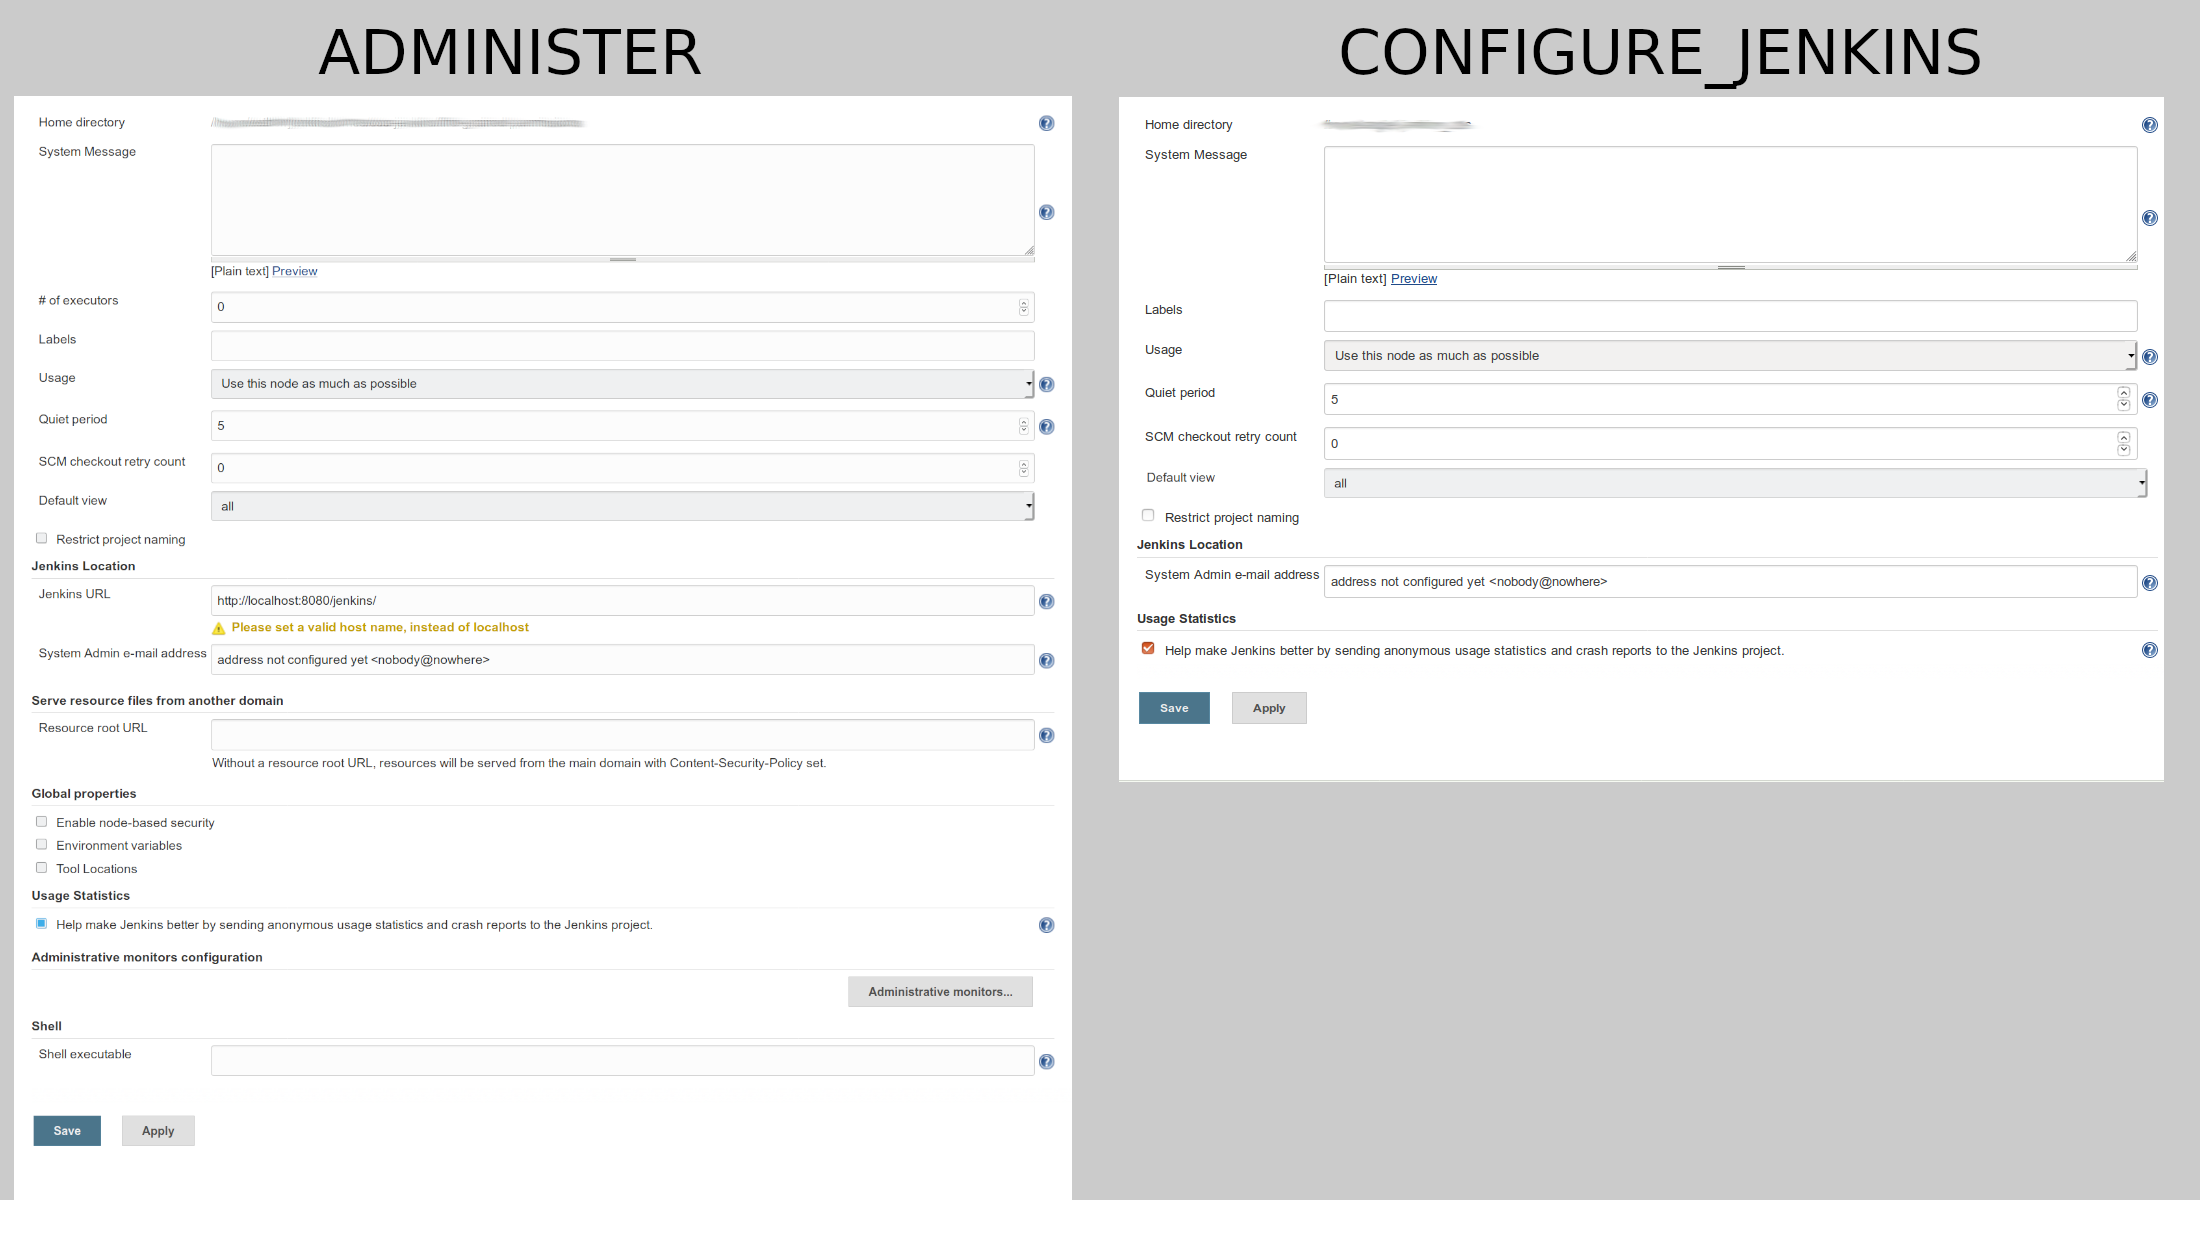 ADMINISTER
Home directory
System Message
[Plain text] Preview
# of executors
0
Labels
Usage
Use this node as much as possible
Quiet period
5
SCM checkout retry count
0
Default view
all
Restrict project naming
Jenkins Location
Jenkins URL
http://localhost:8080/jenkins/
Please set a valid host name, instead of localhost
System Admin e-mail address
address not configured yet <nobody@nowhere>
Serve resource files from another domain
Resource root URL
Without a resource root URL, resources will be served from the main domain with Content-Security-Policy set.
Global properties
Enable node-based security
Environment variables
Tool Locations
Usage Statistics
Help make Jenkins better by sending anonymous usage statistics and crash reports to the Jenkins project.
Administrative monitors configuration
Administrative monitors...
Shell
Shell executable
Save
Apply
CONFIGURE_JENKINS
Home directory
System Message
[Plain text] Preview
Labels
Usage
Use this node as much as possible
Quiet period
5
SCM checkout retry count
0
Default view
all
Restrict project naming
Jenkins Location
System Admin e-mail address
address not configured yet <nobody@nowhere>
Usage Statistics
Help make Jenkins better by sending anonymous usage statistics and crash reports to the Jenkins project.
Save
Apply